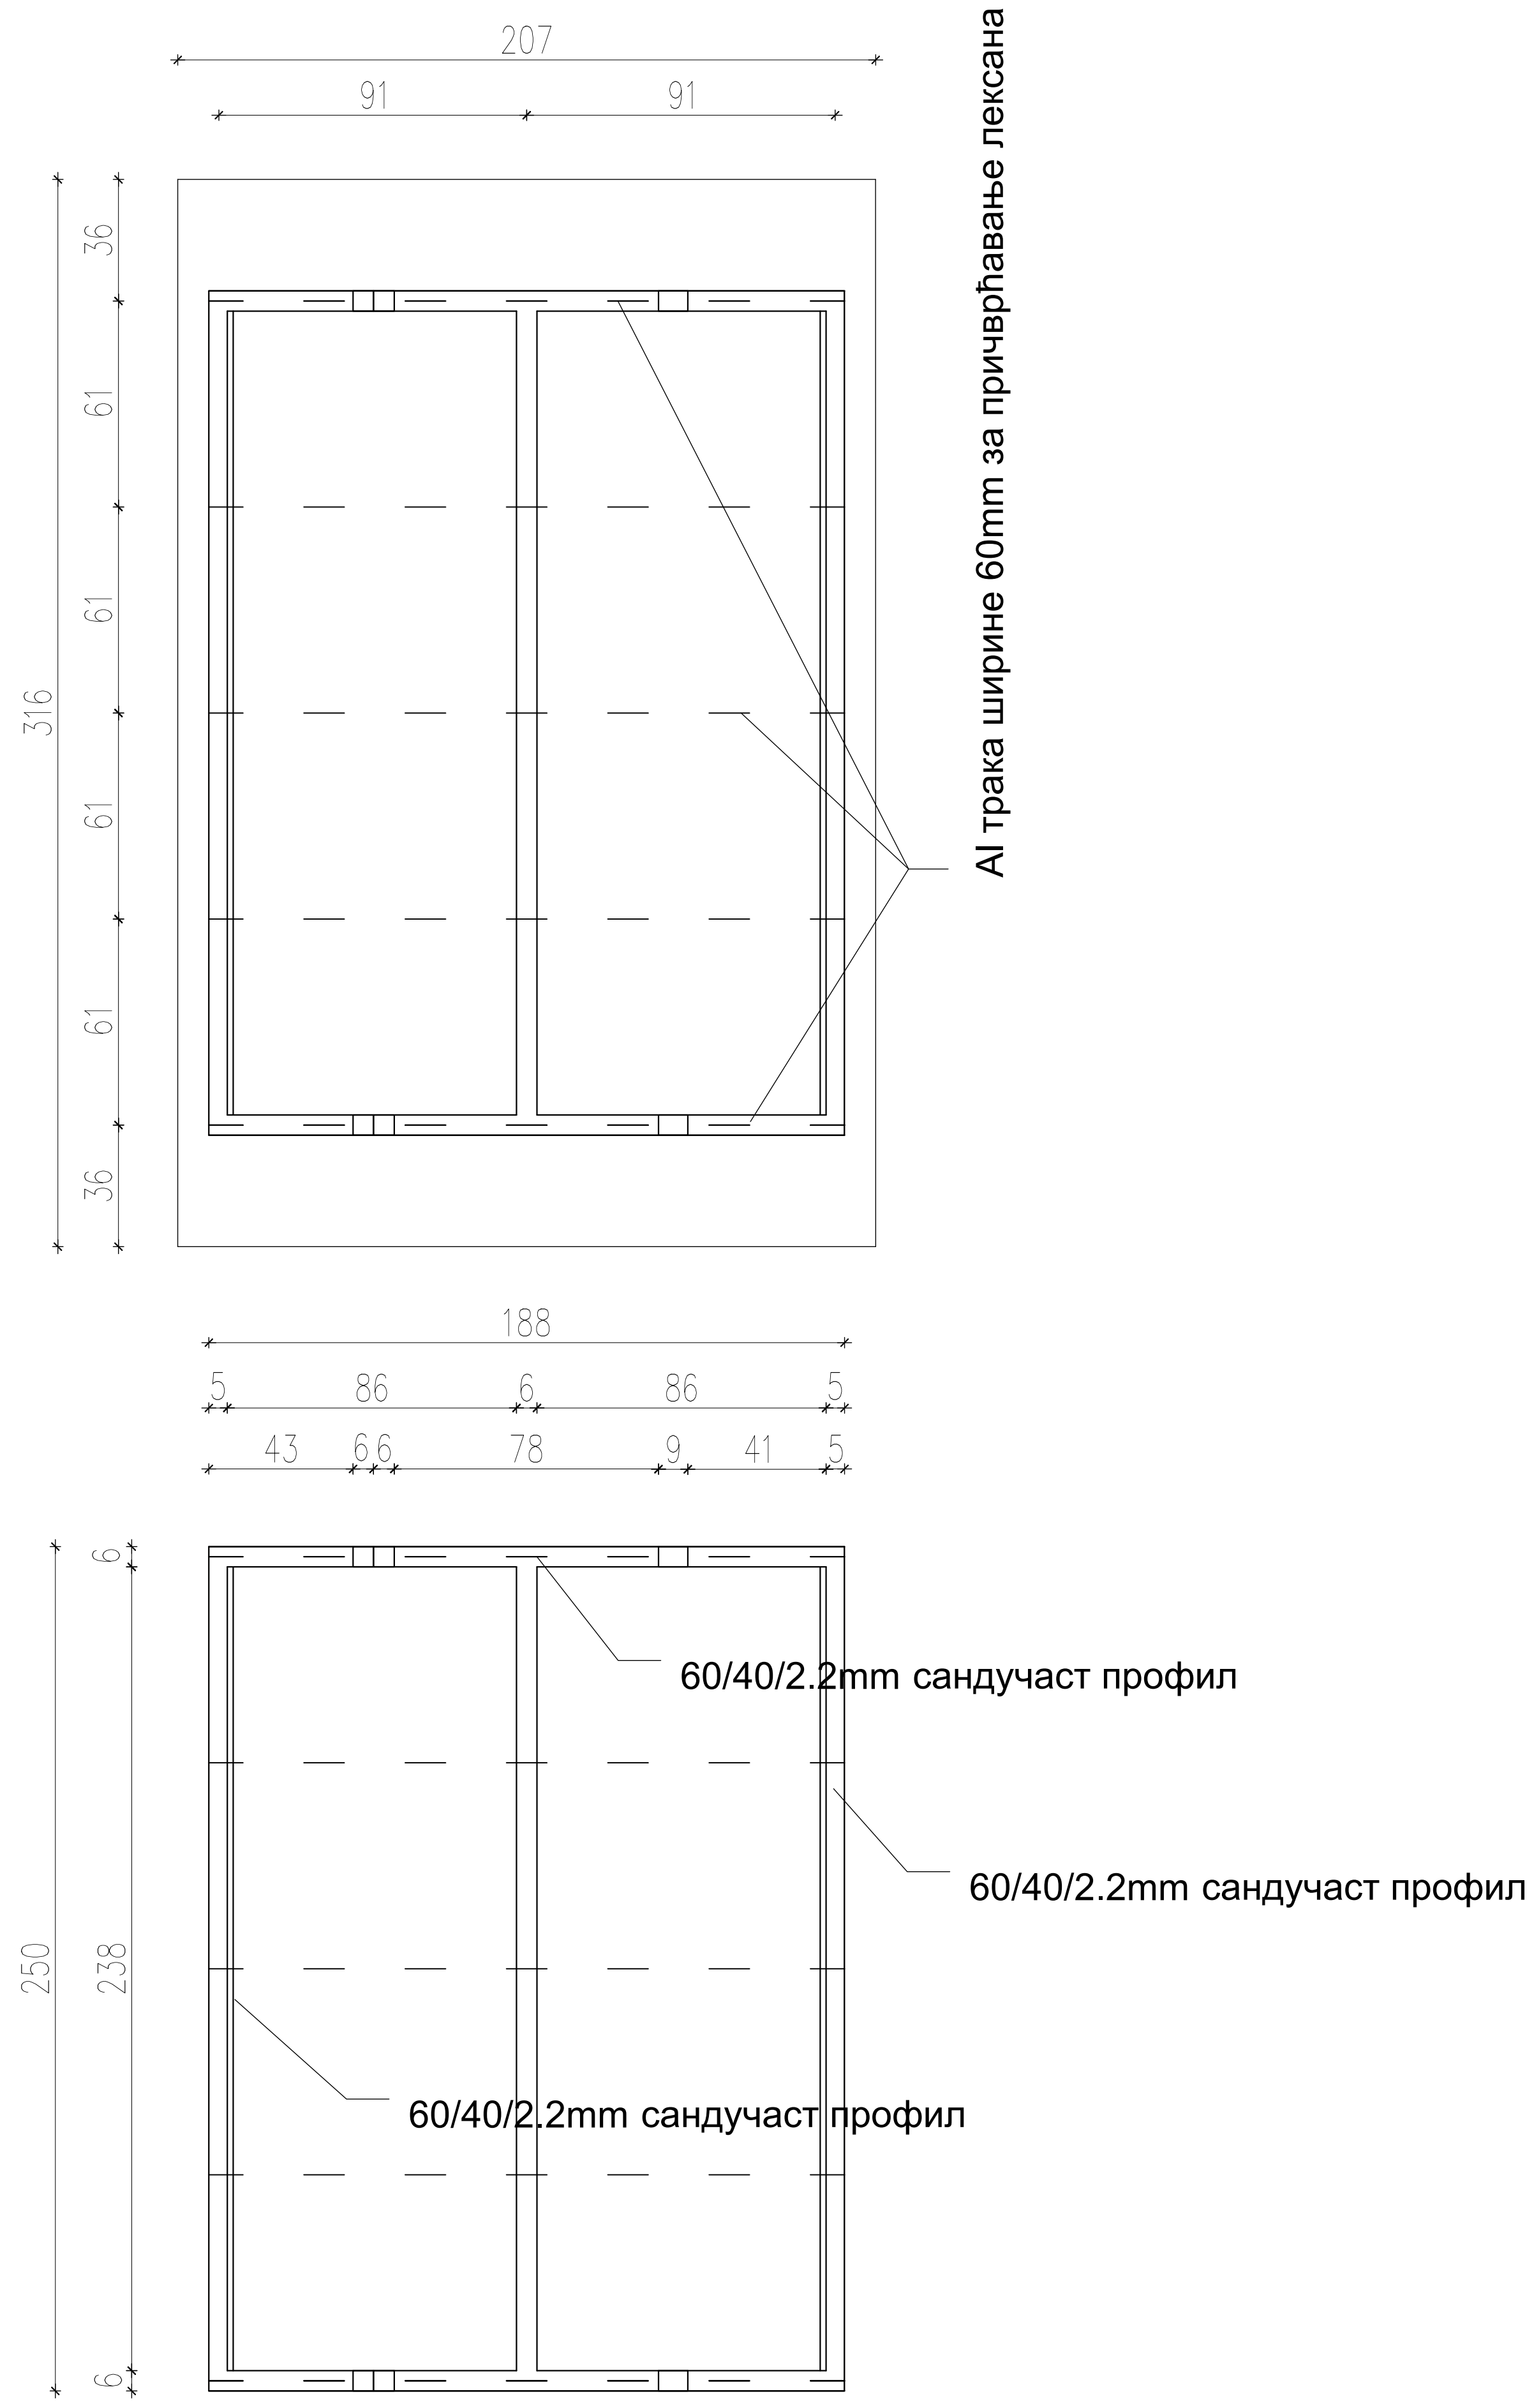 207
91 91
316
36
61
61
61
61
36
Al трака ширине 60mm за причвршћавање лексана
188
5 86 6 86 5
43 6 6 78 9 41 5
250
6
238
6
60/40/2.2mm сандучаст профил
60/40/2.2mm сандучаст профил
60/40/2.2mm сандучаст профил